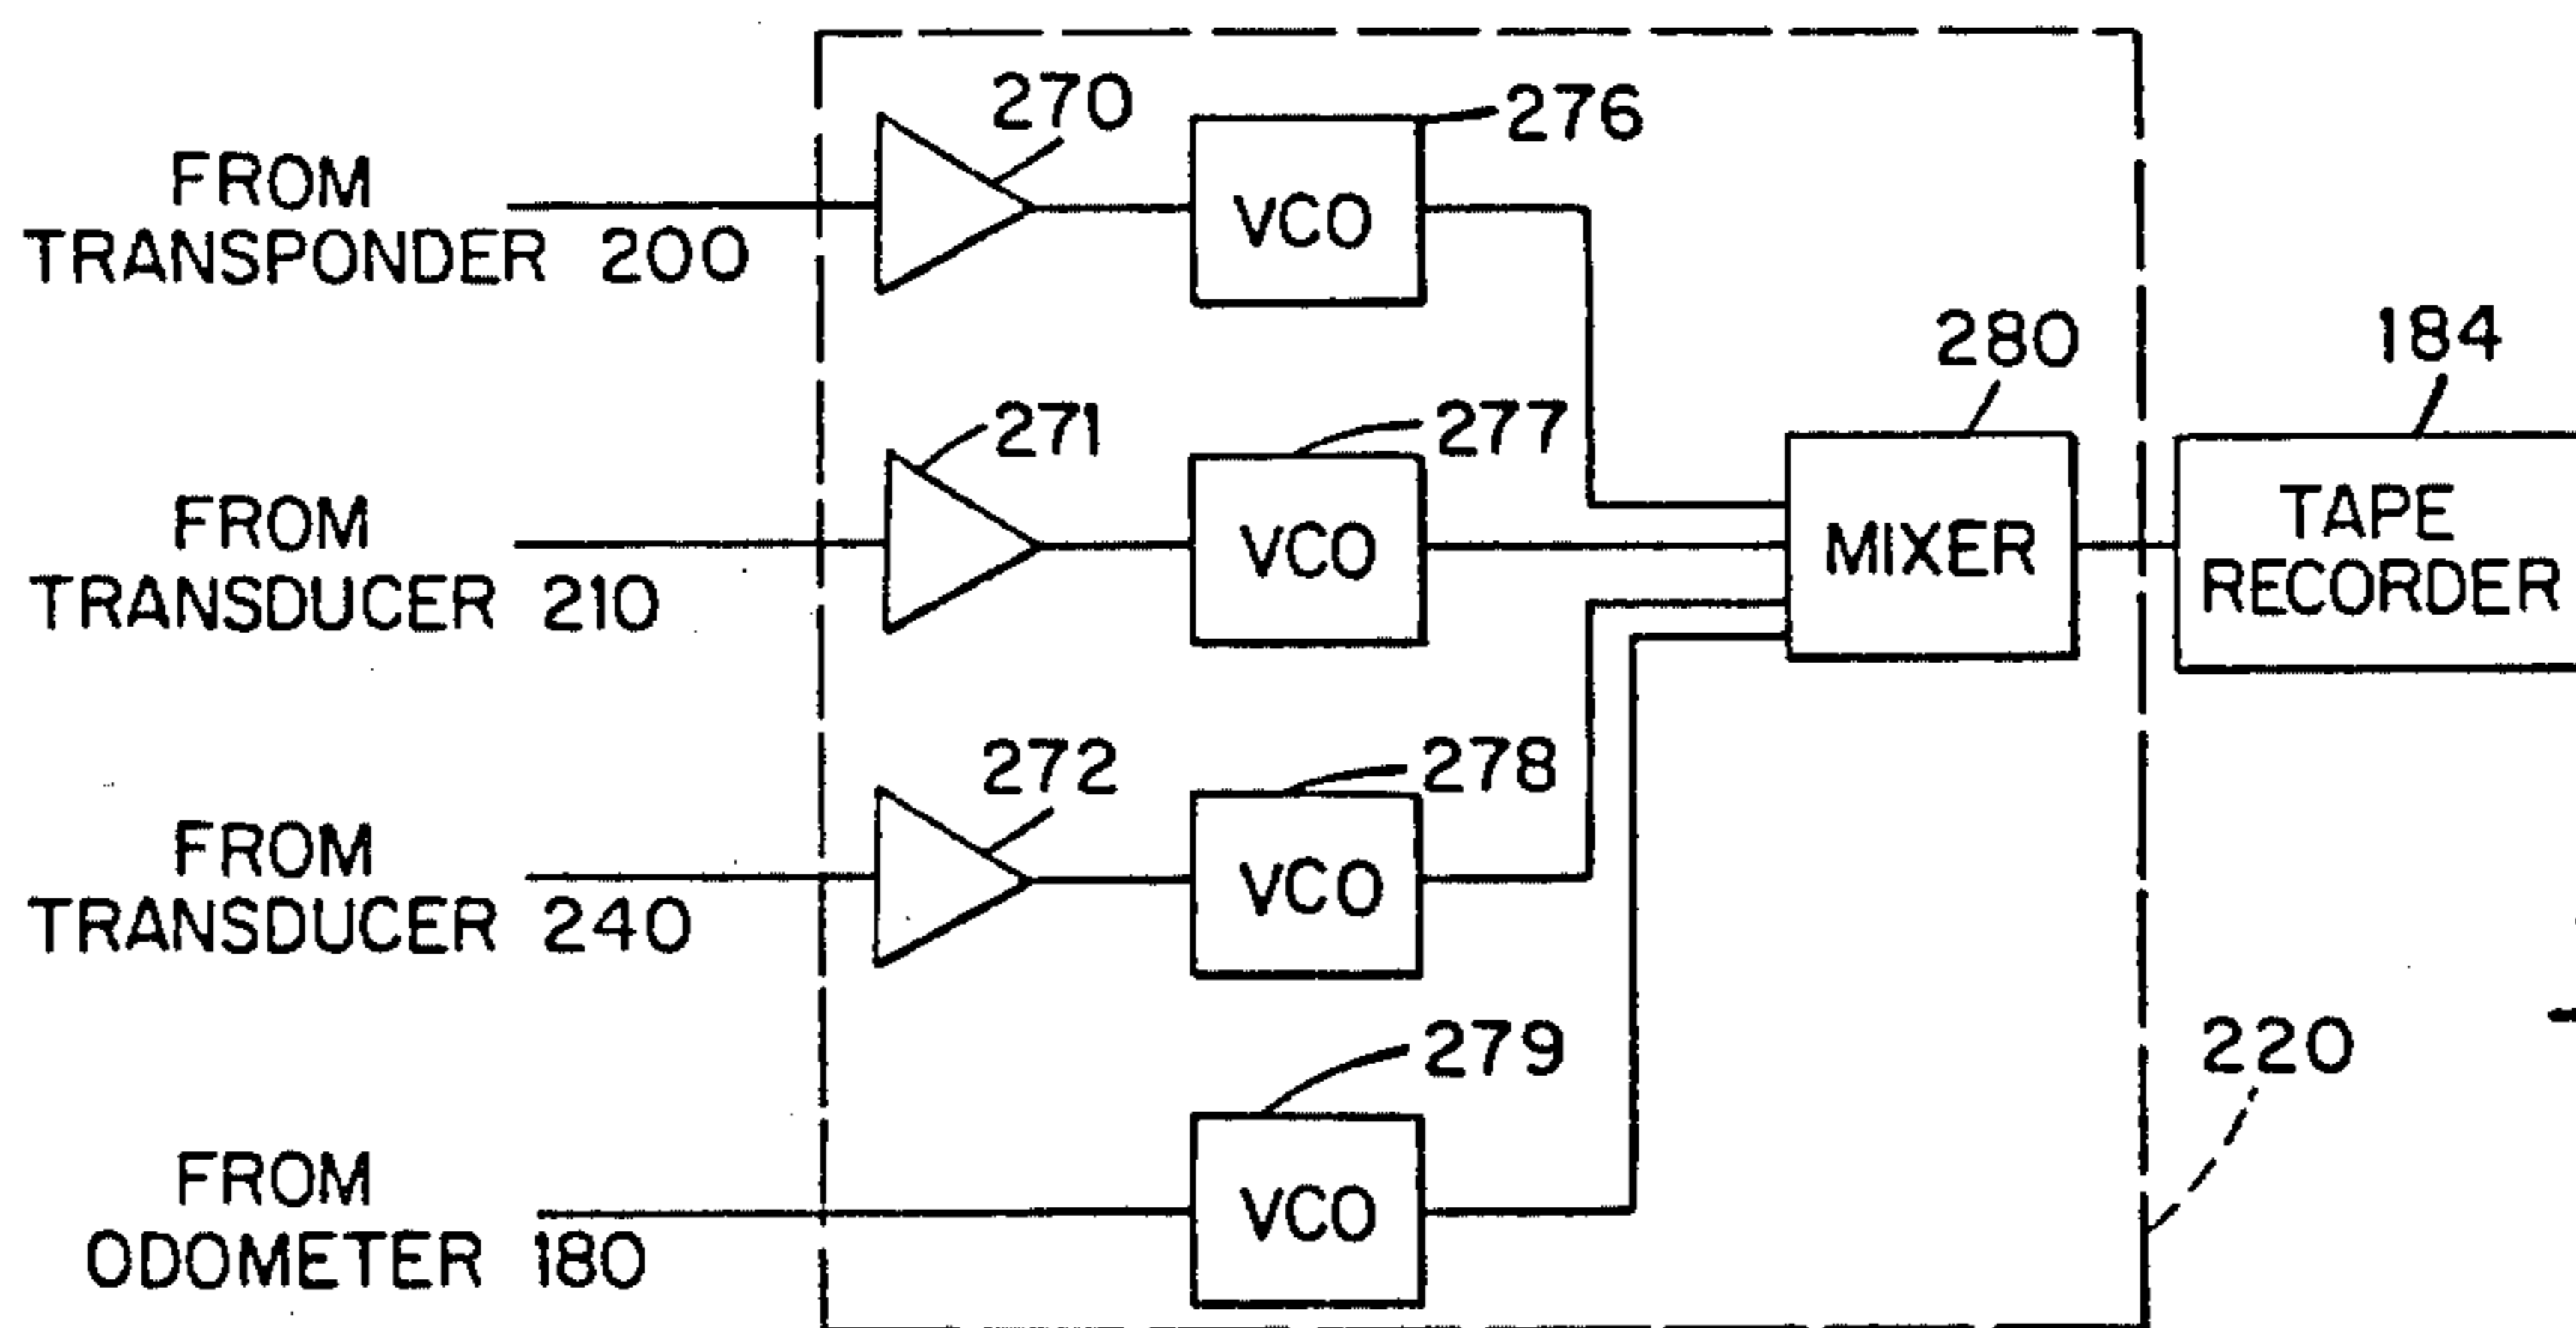 270
276
FROM
TRANSPONDER 200
VCO
280
184
271
277
FROM
TRANSDUCER 210
VCO
MIXER
TAPE
RECORDER
272
278
FROM
TRANSDUCER 240
VCO
279
220
FROM
ODOMETER 180
VCO